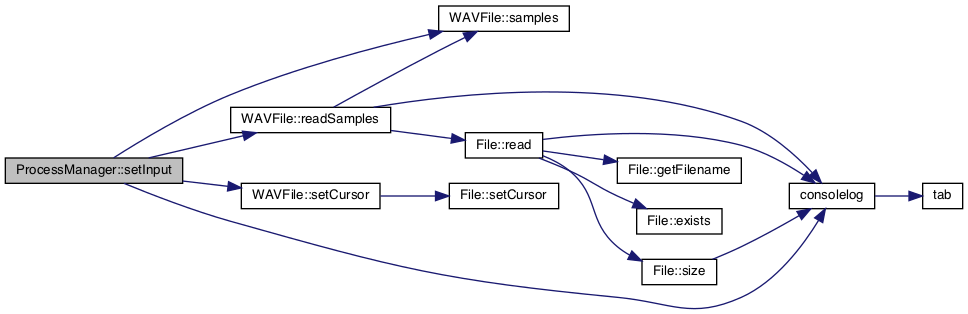 WAVFile::samples
WAVFile::readSamples
File::read
ProcessManager::setInput
File::getFilename
WAVFile::setCursor
File::setCursor
consolelog
tab
File::exists
File::size